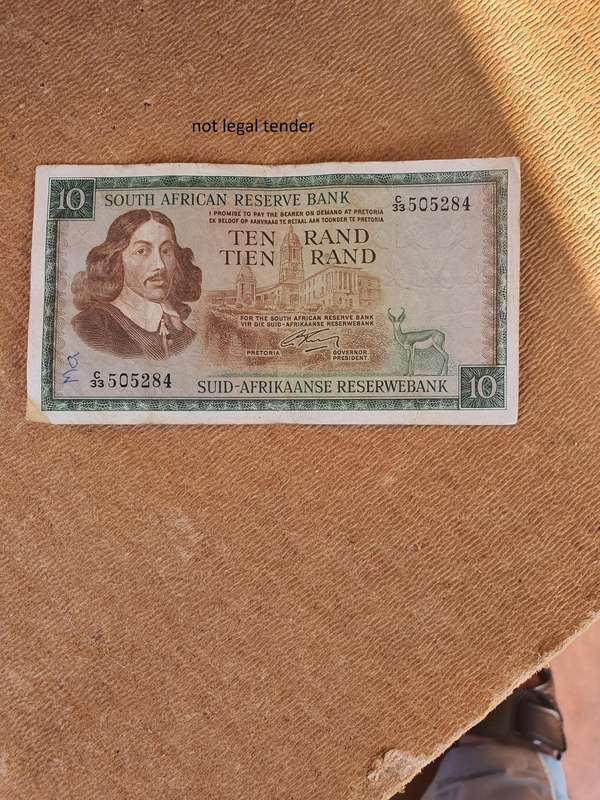 not legal tender
10 SOUTH AFRICAN RESERVE BANK C/33 505284
I PROMISE TO PAY THE BEARER ON DEMAND AT PRETORIA
EK BELOOF OP AANVRAAG TE BETAAL AAN TOONDER TE PRETORIA
TEN RAND
TIEN RAND
FOR THE SOUTH AFRICAN RESERVE BANK
VIR DIE SUID-AFRIKAANSE RESERWEBANK
PRETORIA GOVERNOR
PRESIDENT.
C/33 505284
SUID-AFRIKAANSE RESERWEBANK 10